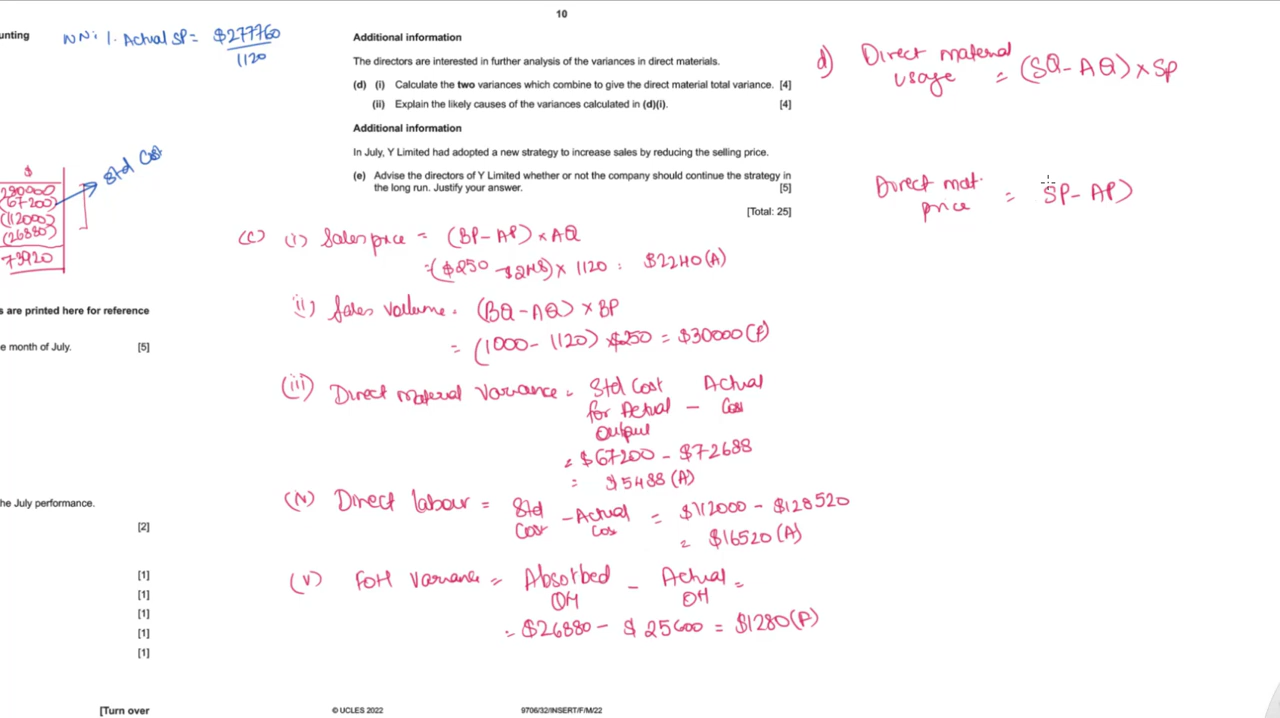 10
unting
NN: 1. Actual SP = $277760
1120
Additional information
The directors are interested in further analysis of the variances in direct materials.
(d) (i) Calculate the two variances which combine to give the direct material total variance. [4]
(ii) Explain the likely causes of the variances calculated in (d)(i). [4]
Additional information
In July, Y Limited had adopted a new strategy to increase sales by reducing the selling price.
(e) Advise the directors of Y Limited whether or not the company should continue the strategy in
the long run. Justify your answer. [5]
[Total: 25]
d) Direct material
usage = (SQ - AQ) × SP
Direct mat.
price = SP - AP)
$
280000
67200
(112000)
(26880)
73920
Std Cost
s are printed here for reference
e month of July. [5]
he July performance.
[2]
[1]
[1]
[1]
[1]
[1]
(c) (i) Sales price = (BP - AP) × AQ
= ($250 - $248) × 1120 = $2240 (A)
ii) Sales volume = (BQ - AQ) × BP
= (1000 - 1120) × $250 = $30000 (F)
(iii) Direct Material Variance = Std Cost Actual
for Actual - Cost
Output
= $67200 - $72688
= $5488 (A)
(iv) Direct labour = Std - Actual = $112000 - $128520
Cost Cos
= $16520 (A)
(v) FOH Variance = Absorbed - Actual =
OH OH
= $26880 - $25600 = $1280 (F)
[Turn over
© UCLES 2022
9706/32/INSERT/F/M/22